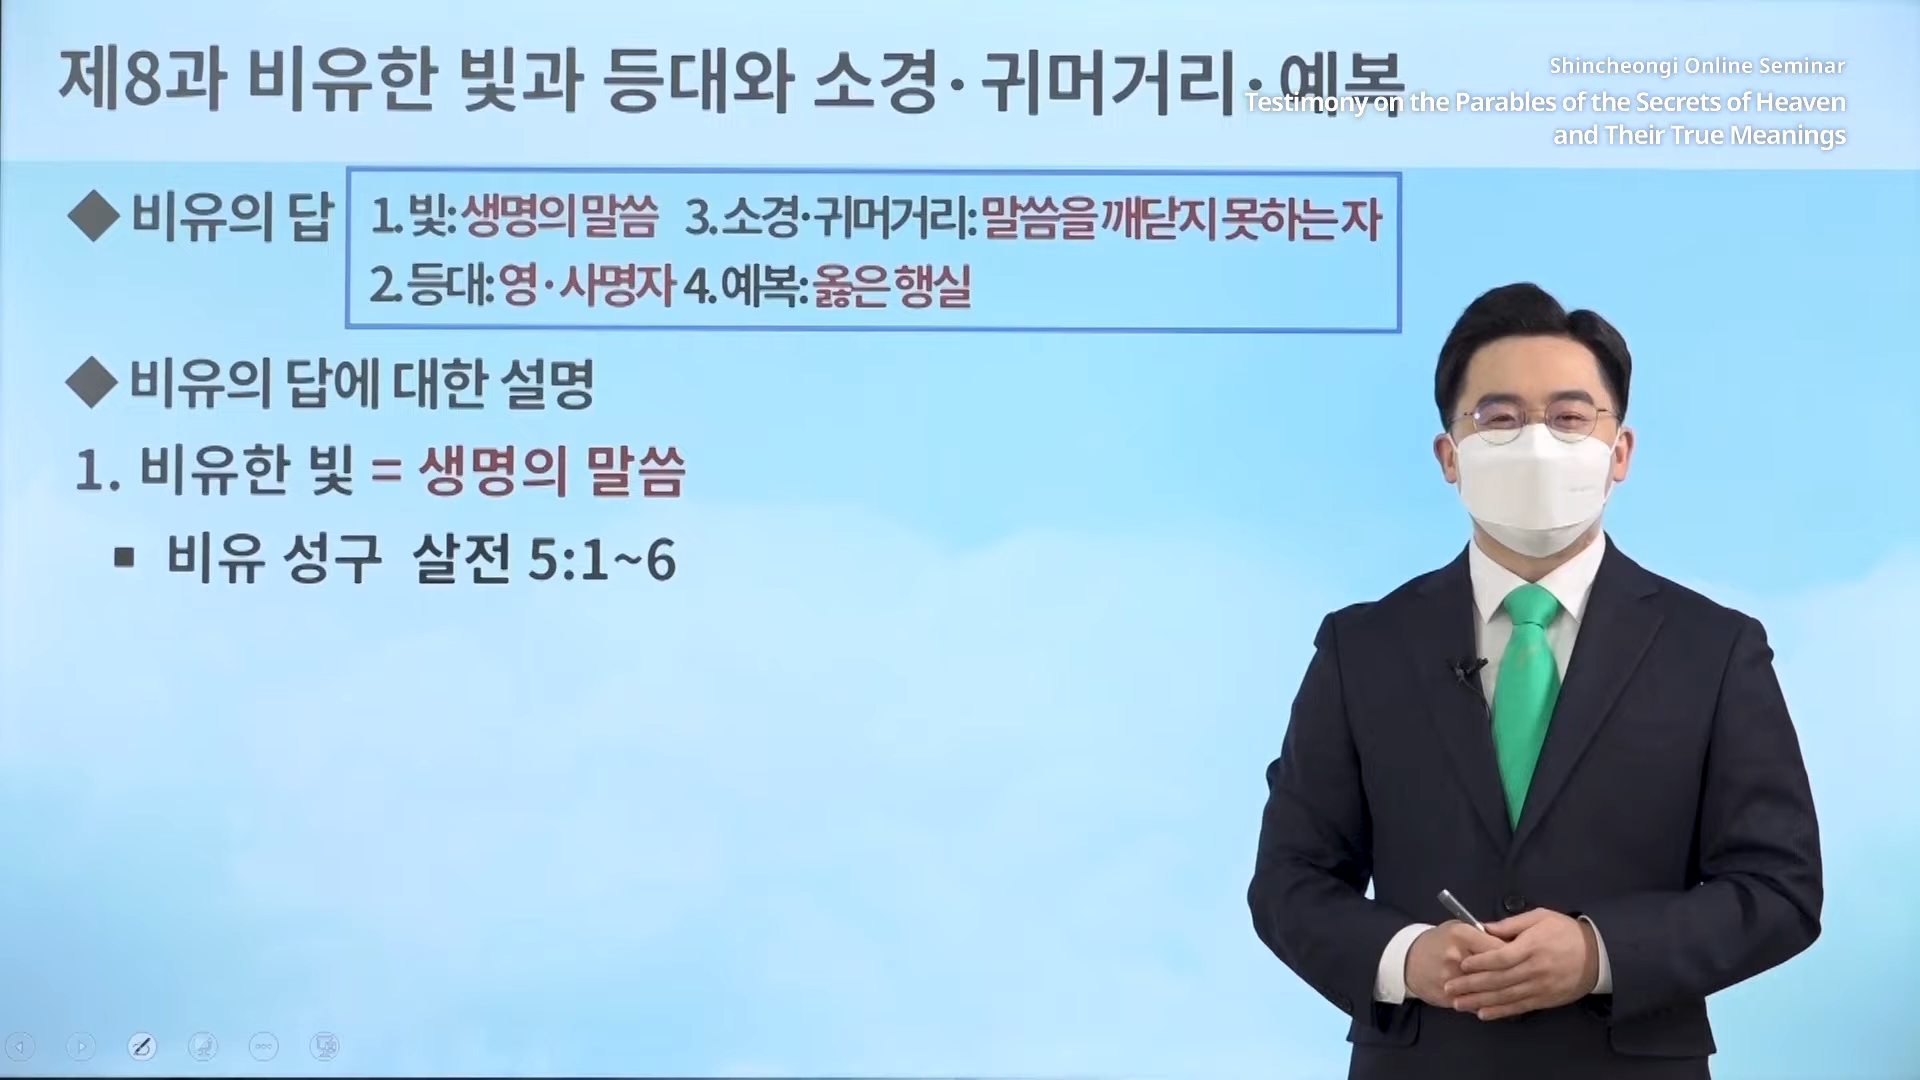 제8과 비유한 빛과 등대와 소경·귀머거리·예복
Shincheongi Online Seminar
Testimony on the Parables of the Secrets of Heaven
and Their True Meanings
◆ 비유의 답
1. 빛: 생명의 말씀 3. 소경·귀머거리: 말씀을 깨닫지 못하는 자
2. 등대: 영·사명자 4. 예복: 옳은 행실
◆ 비유의 답에 대한 설명
1. 비유한 빛 = 생명의 말씀
▪ 비유 성구 살전 5:1~6